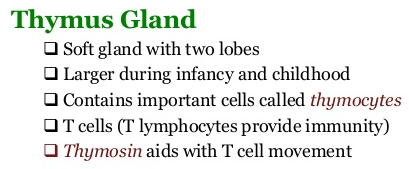 Thymus Gland
❑ Soft gland with two lobes
❑ Larger during infancy and childhood
❑ Contains important cells called thymocytes
❑ T cells (T lymphocytes provide immunity)
❑ Thymosin aids with T cell movement